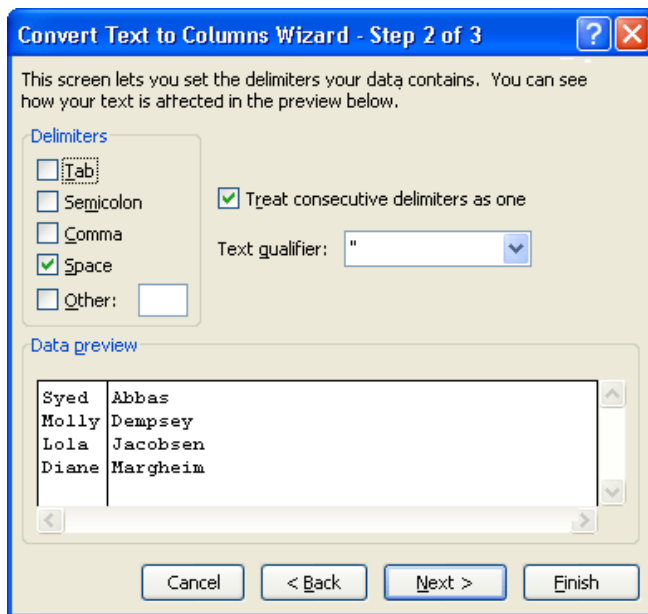 Convert Text to Columns Wizard - Step 2 of 3
?
This screen lets you set the delimiters your data contains. You can see
how your text is affected in the preview below.
Delimiters
Tab
Semicolon
Comma
Space
Other:
Treat consecutive delimiters as one
Text qualifier: "
Data preview
Syed Abbas
Molly Dempsey
Lola Jacobsen
Diane Margheim
Cancel
< Back
Next >
Finish